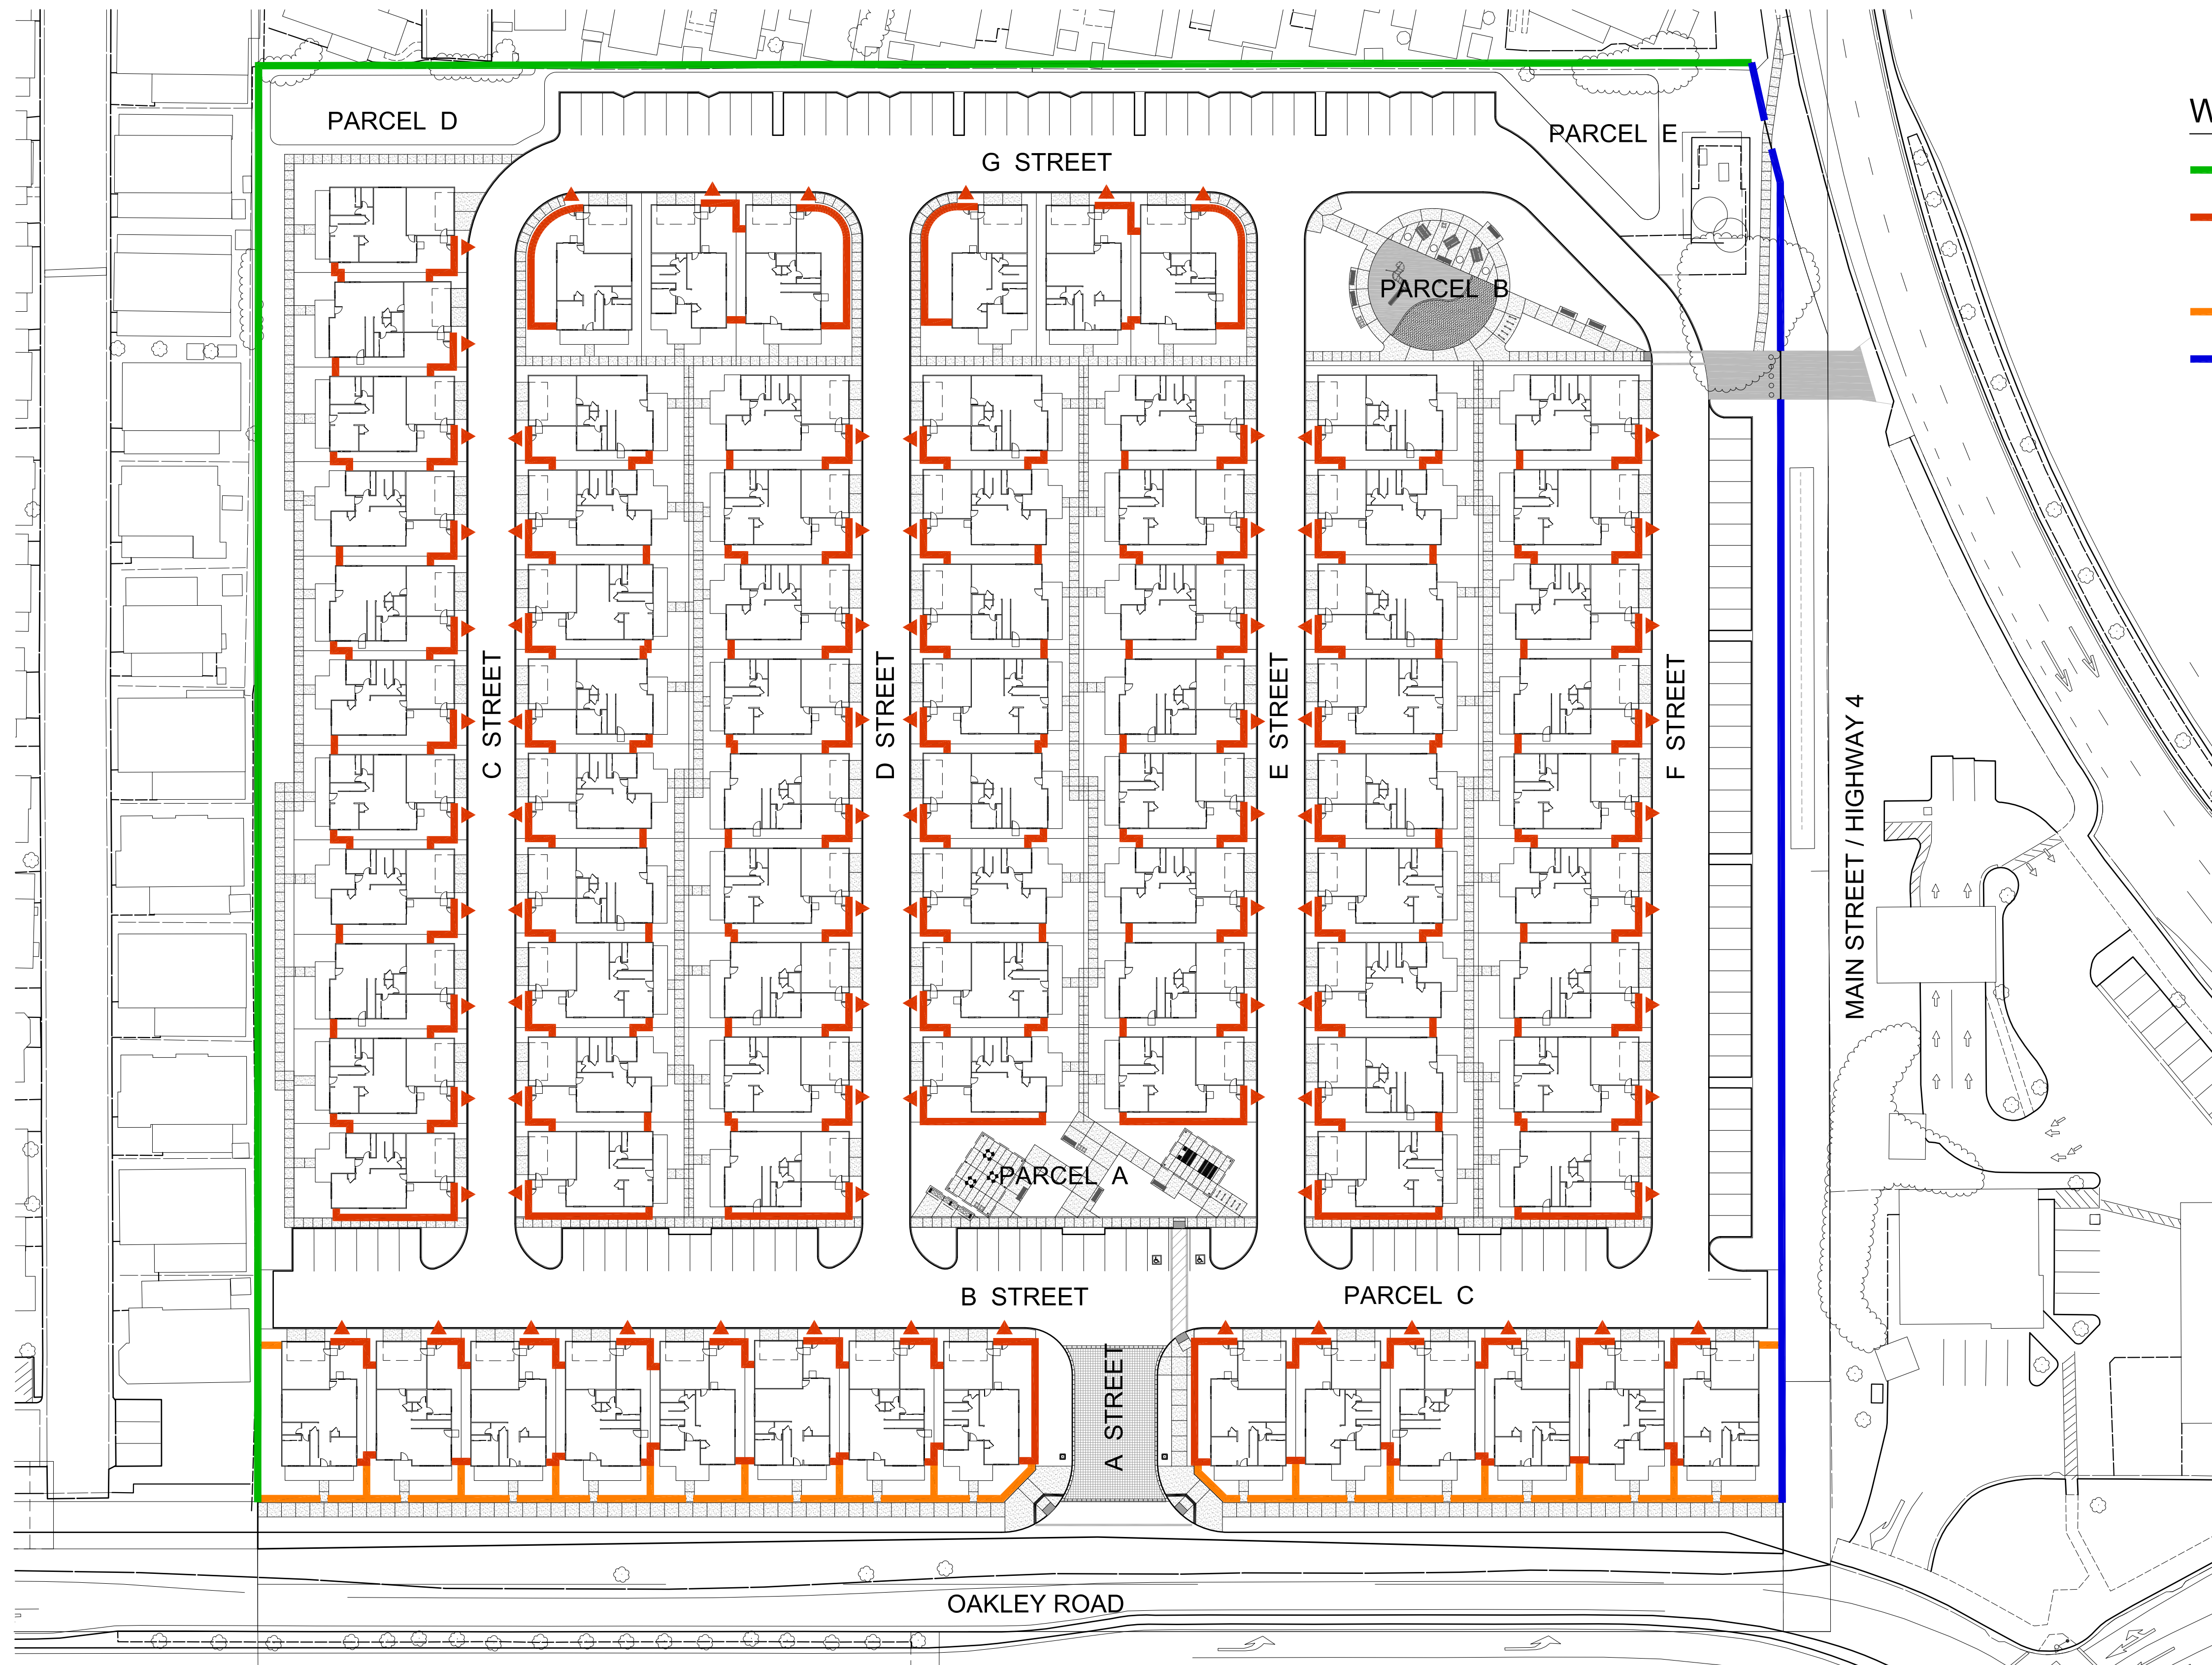 PARCEL D
W
PARCEL E
G STREET
PARCEL B
C STREET
D STREET
E STREET
F STREET
MAIN STREET / HIGHWAY 4
PARCEL A
B STREET
PARCEL C
A STREET
OAKLEY ROAD